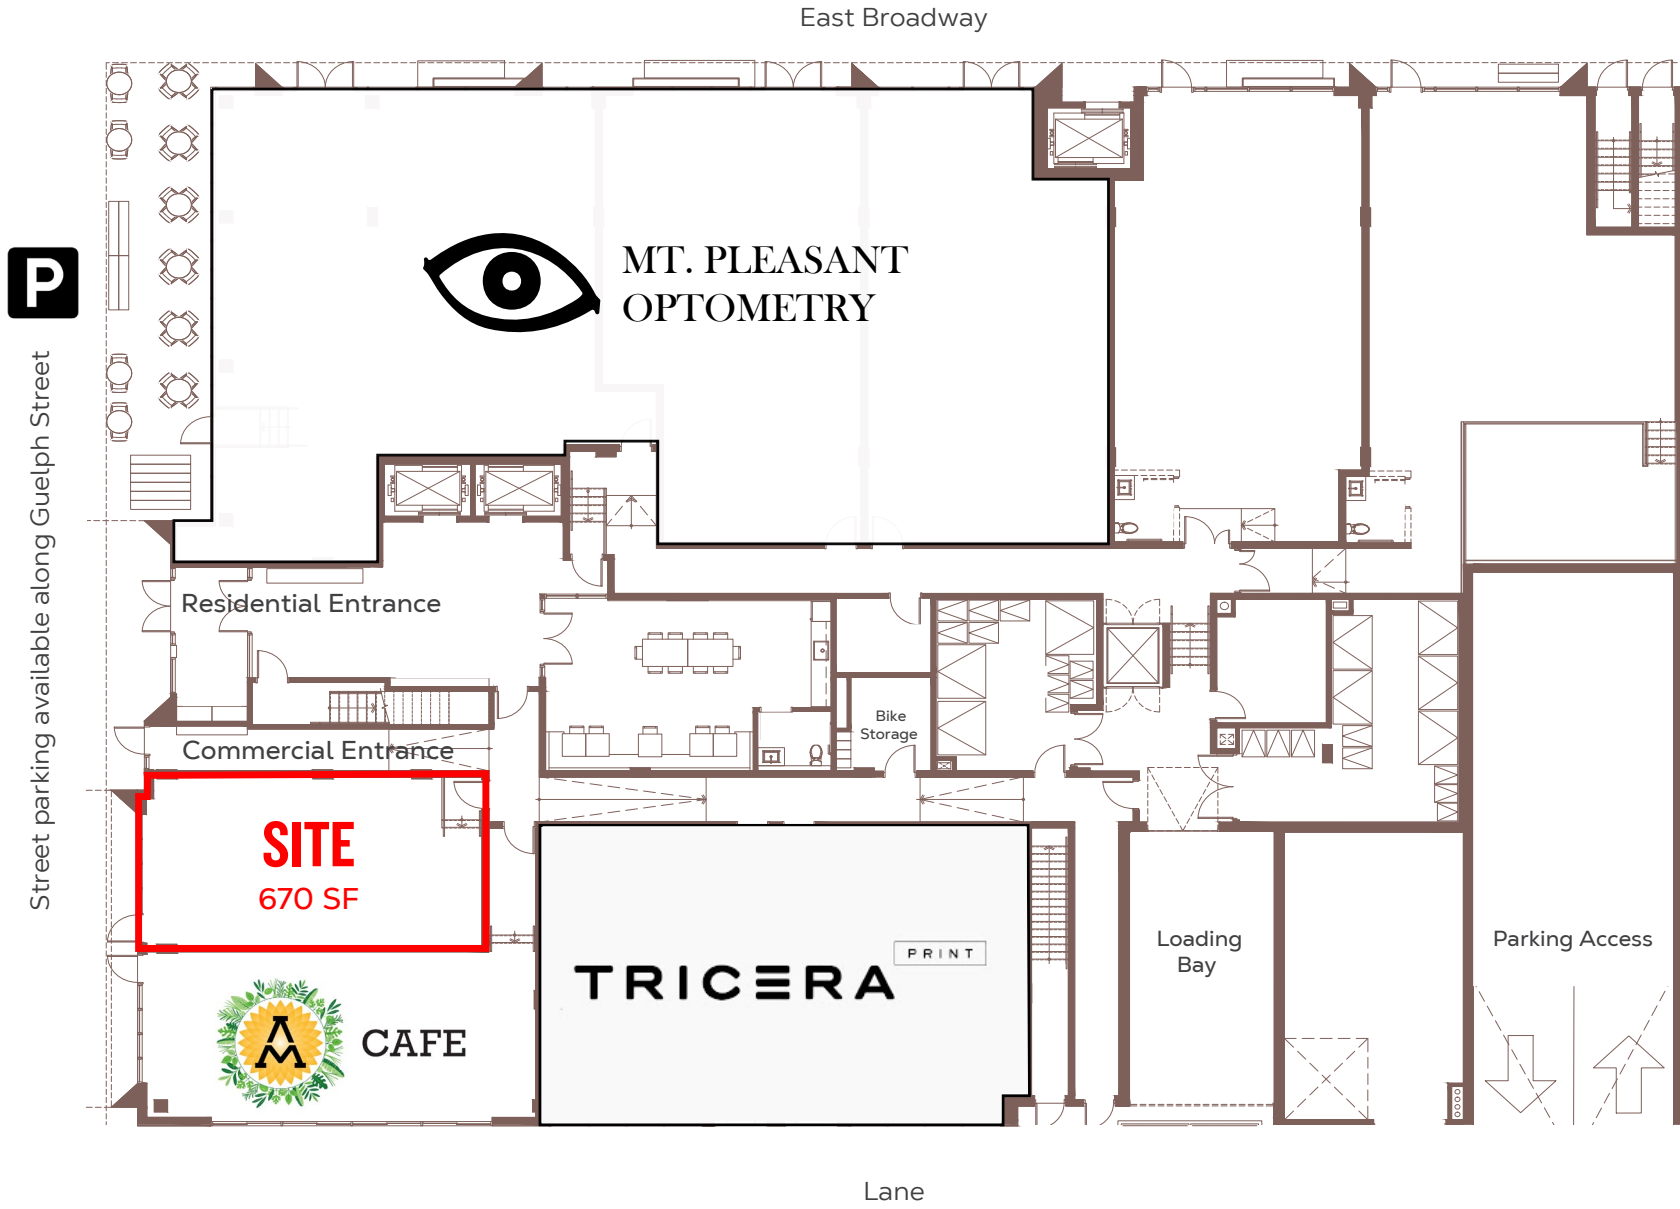 East Broadway
P
Street parking available along Guelph Street
MT. PLEASANT
OPTOMETRY
Residential Entrance
Commercial Entrance
Bike
Storage
SITE
670 SF
TRICERA
PRINT
AM
CAFE
Loading
Bay
Parking Access
Lane